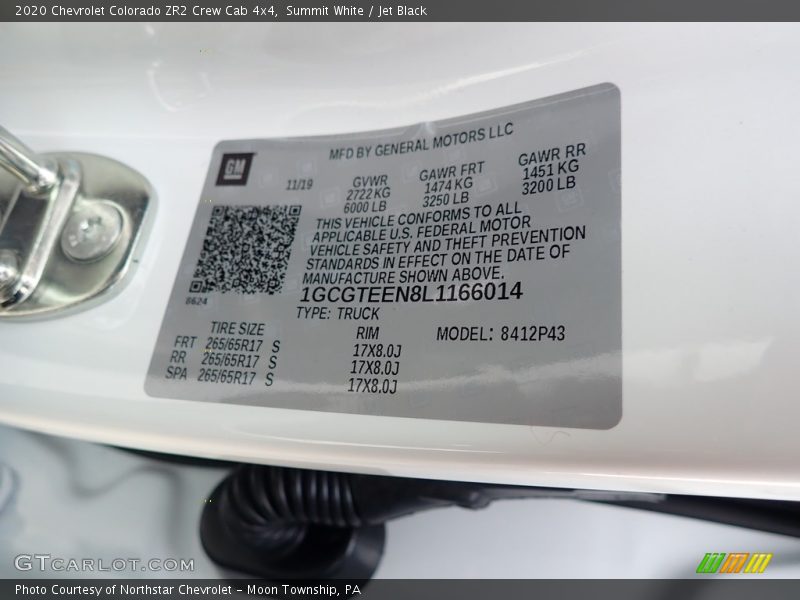 2020 Chevrolet Colorado ZR2 Crew Cab 4x4, Summit White / Jet Black
GM
MFD BY GENERAL MOTORS LLC
11/19
GVWR
2722 KG
6000 LB
GAWR FRT
1474 KG
3250 LB
GAWR RR
1451 KG
3200 LB
THIS VEHICLE CONFORMS TO ALL
APPLICABLE U.S. FEDERAL MOTOR
VEHICLE SAFETY AND THEFT PREVENTION
STANDARDS IN EFFECT ON THE DATE OF
MANUFACTURE SHOWN ABOVE.
8624
1GCGTEEN8L1166014
TYPE: TRUCK
TIRE SIZE RIM MODEL: 8412P43
FRT 265/65R17 S 17X8.0J
RR 265/65R17 S 17X8.0J
SPA 265/65R17 S 17X8.0J
GTCARLOT.COM
Photo Courtesy of Northstar Chevrolet - Moon Township, PA